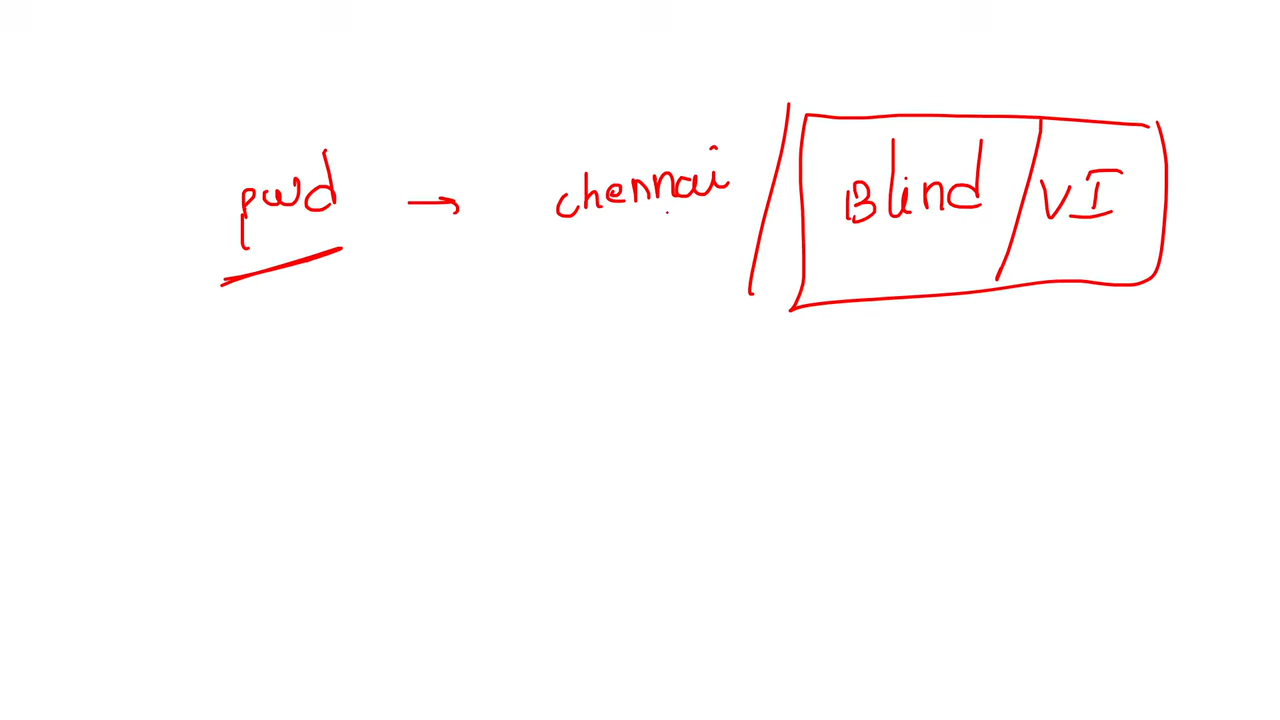 pwd → chennai / Blind / VI